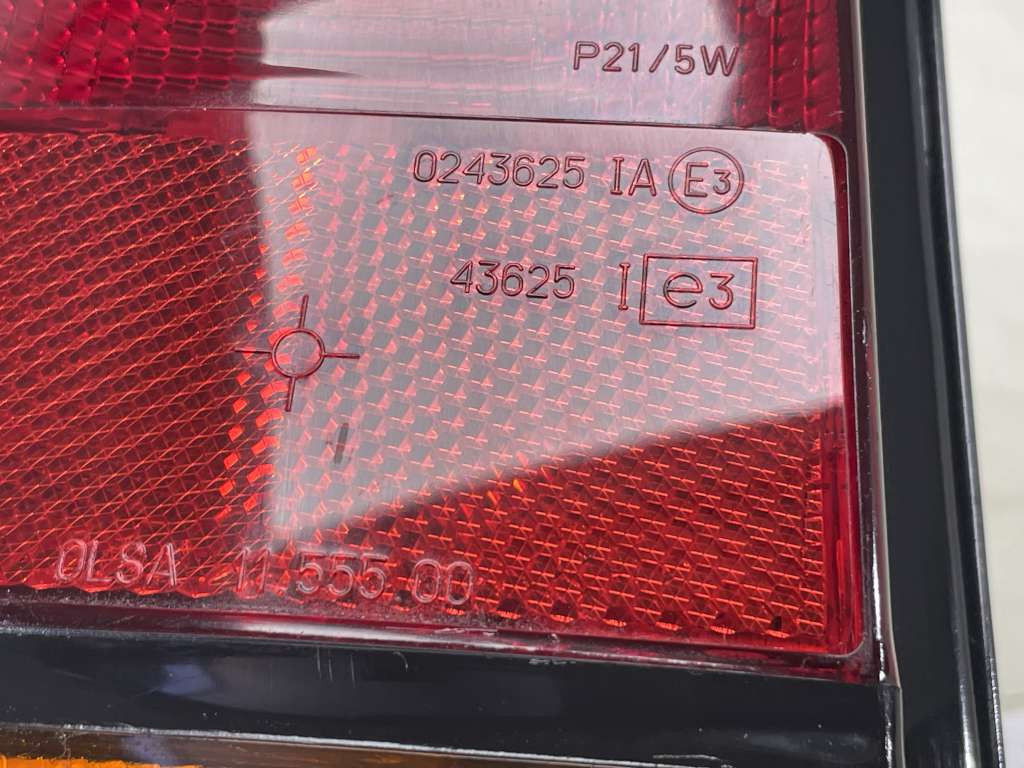 P21/5W
0243625 IA E3
43625 I e3
OLSA 11 555 00